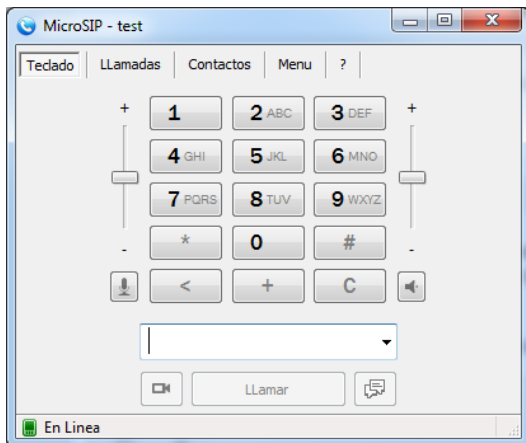 MicroSIP - test
Teclado LLamadas Contactos Menu ?
+ 1 2 ABC 3 DEF +
4 GHI 5 JKL 6 MNO
7 PQRS 8 TUV 9 WXYZ
- * 0 # -
< + C
LLamar
En Linea